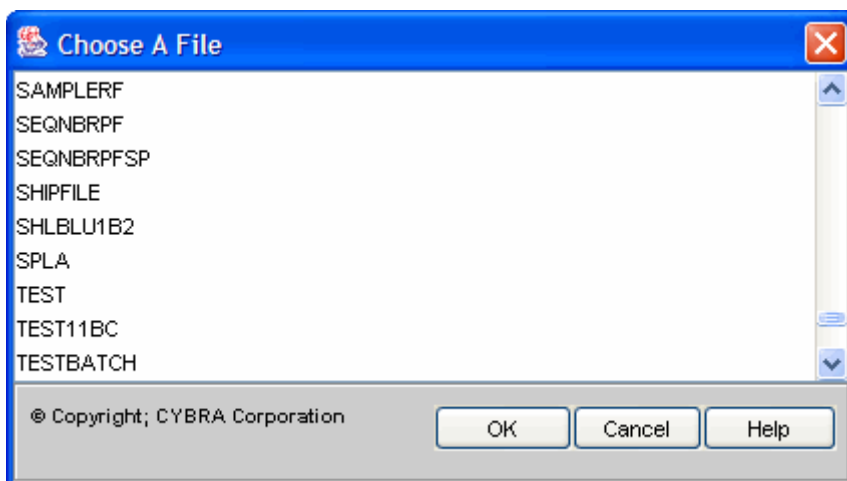 Choose A File
SAMPLERF
SEQNBRPF
SEQNBRPFSP
SHIPFILE
SHLBLU1B2
SPLA
TEST
TEST11BC
TESTBATCH
© Copyright; CYBRA Corporation
OK Cancel Help